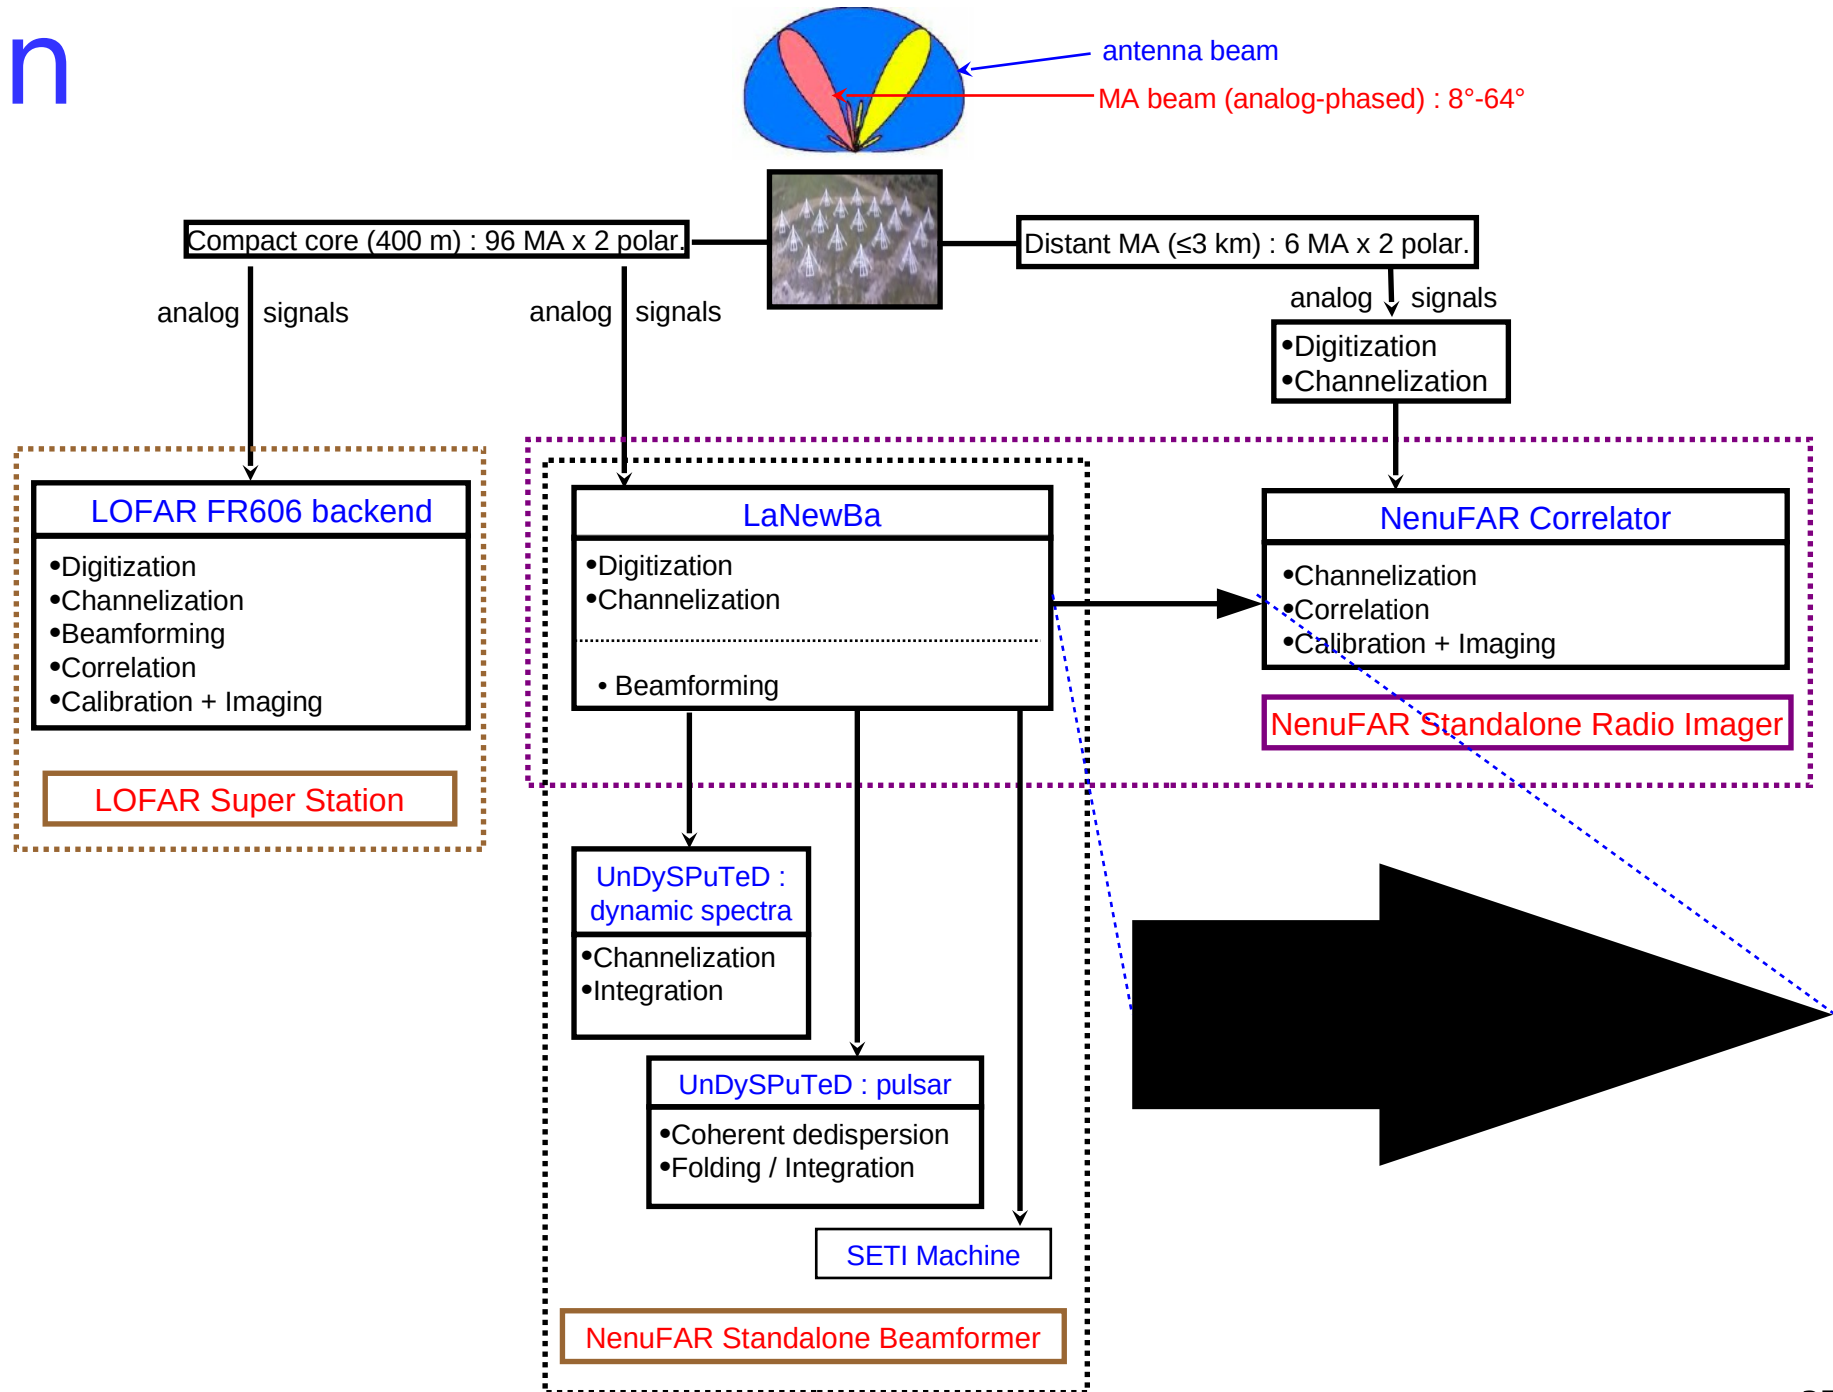 n
antenna beam
MA beam (analog-phased) : 8°-64°
Compact core (400 m) : 96 MA x 2 polar.
Distant MA (≤3 km) : 6 MA x 2 polar.
analog signals
analog signals
analog signals
•Digitization
•Channelization
LOFAR FR606 backend
•Digitization
•Channelization
•Beamforming
•Correlation
•Calibration + Imaging
LOFAR Super Station
LaNewBa
•Digitization
•Channelization
• Beamforming
NenuFAR Correlator
•Channelization
•Correlation
•Calibration + Imaging
NenuFAR Standalone Radio Imager
UnDySPuTeD :
dynamic spectra
•Channelization
•Integration
UnDySPuTeD : pulsar
•Coherent dedispersion
•Folding / Integration
SETI Machine
NenuFAR Standalone Beamformer